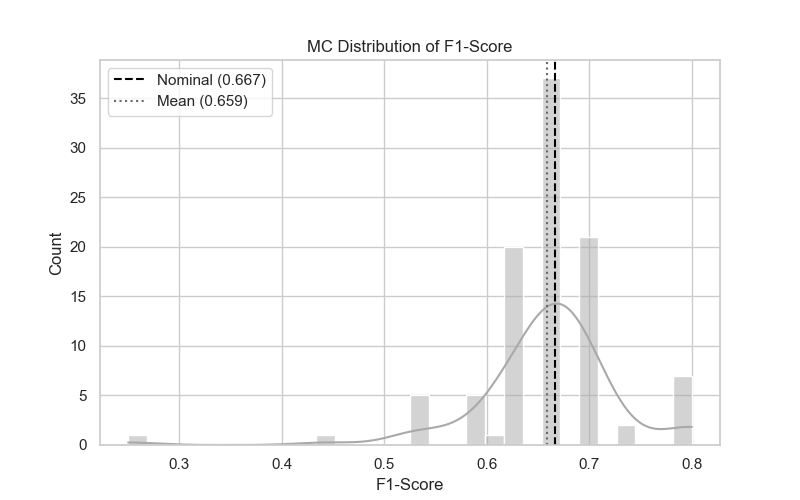 MC Distribution of F1-Score
Nominal (0.667)
Mean (0.659)
Count
35
30
25
20
15
10
5
0
0.3 0.4 0.5 0.6 0.7 0.8
F1-Score